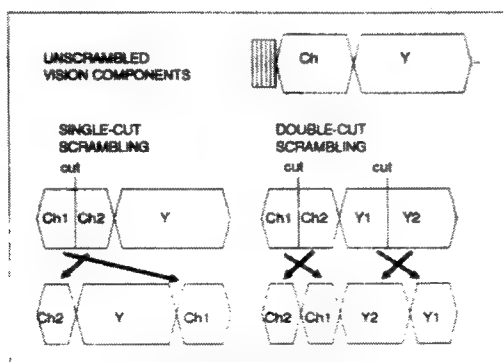 UNSCRAMBLED
VISION COMPONENTS
Ch Y
SINGLE-CUT
SCRAMBLING
cut
Ch1 Ch2 Y
Ch2 Y Ch1
DOUBLE-CUT
SCRAMBLING
cut cut
Ch1 Ch2 Y1 Y2
Ch2 Ch1 Y2 Y1